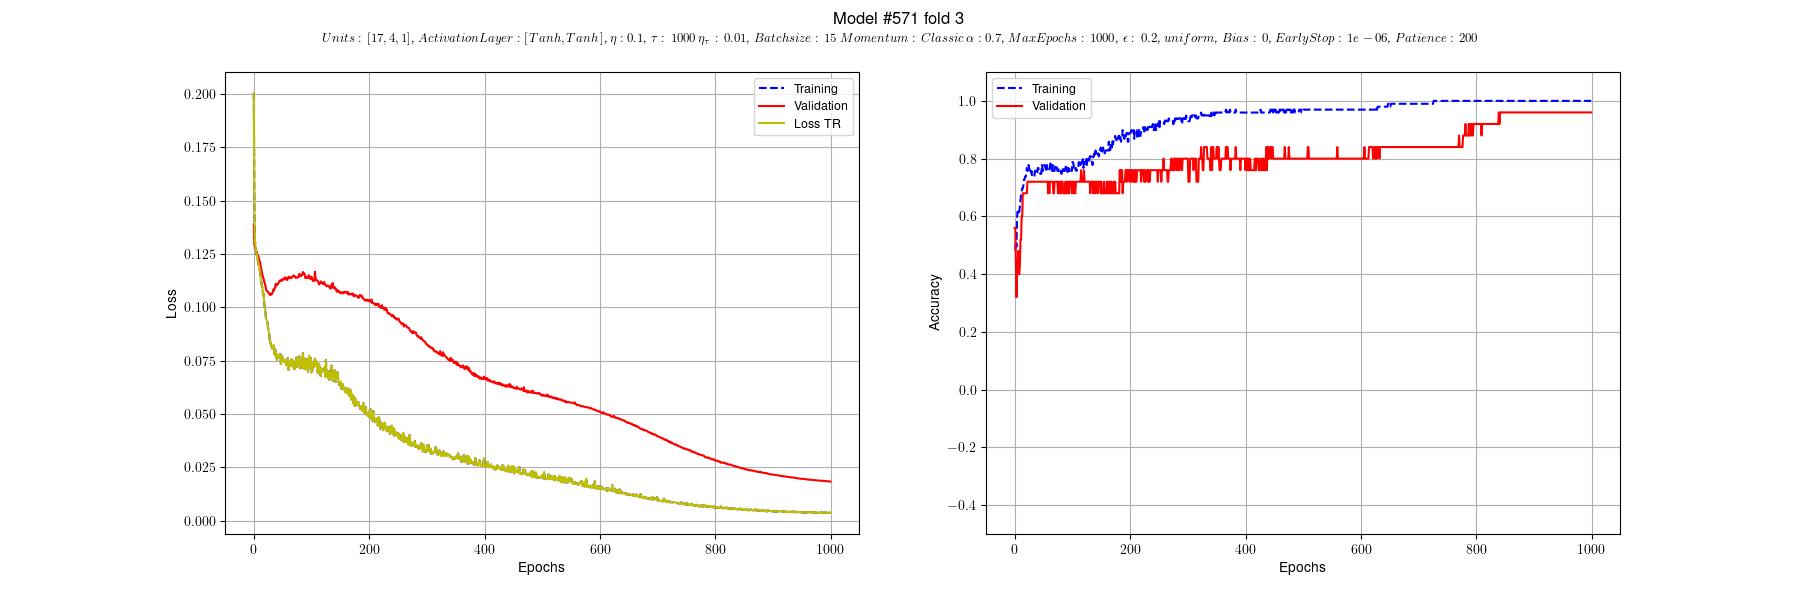 Model #571 fold 3
Units : [17, 4, 1], ActivationLayer : [Tanh, Tanh], η : 0.1, τ : 1000 ητ : 0.01, Batchsize : 15 Momentum : Classic α : 0.7, MaxEpochs : 1000, ϵ : 0.2, uniform, Bias : 0, EarlyStop : 1e − 06, Patience : 200
Training
Validation
Loss TR
0.200
0.175
0.150
0.125
0.100
0.075
0.050
0.025
0.000
Loss
0 200 400 600 800 1000
Epochs
Training
Validation
1.0
0.8
0.6
0.4
0.2
0.0
−0.2
−0.4
Accuracy
0 200 400 600 800 1000
Epochs